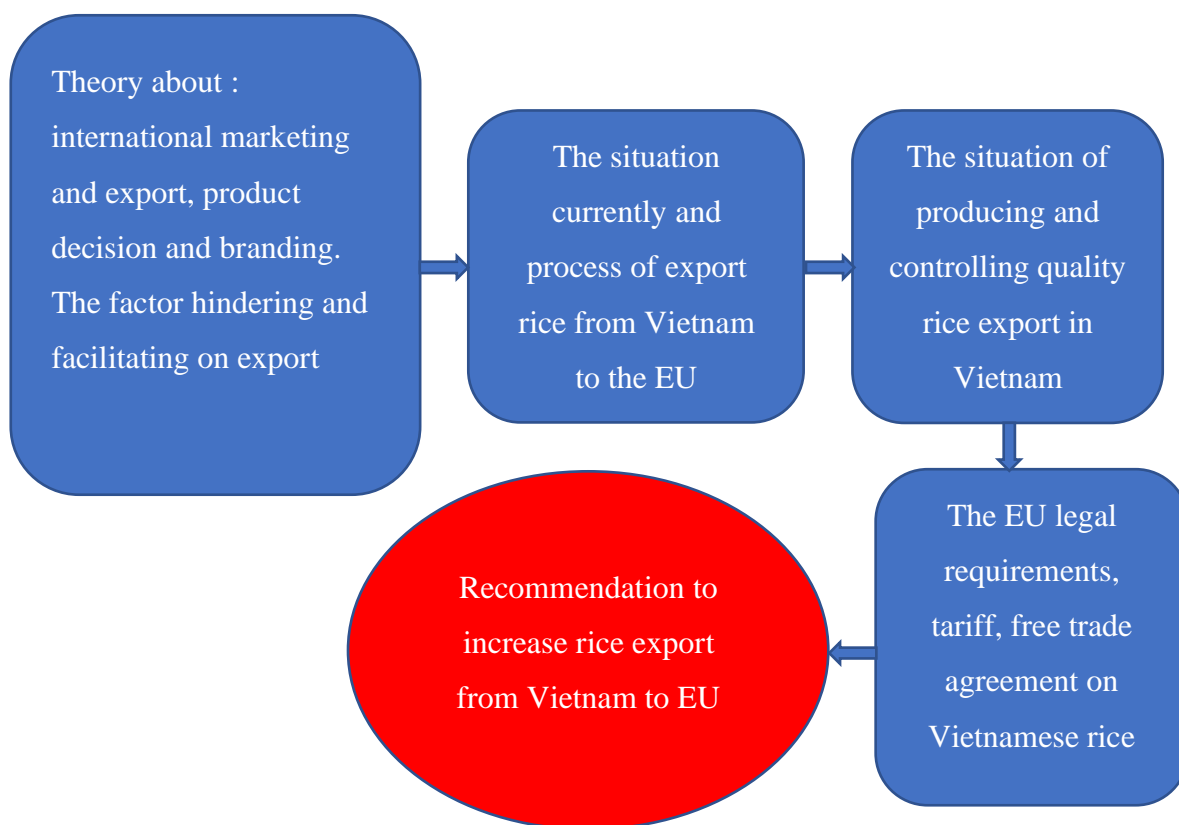 Theory about :
international marketing
and export, product
decision and branding.
The factor hindering and
facilitating on export
The situation
currently and
process of export
rice from Vietnam
to the EU
The situation of
producing and
controlling quality
rice export in
Vietnam
The EU legal
requirements,
tariff, free trade
agreement on
Vietnamese rice
Recommendation to
increase rice export
from Vietnam to EU